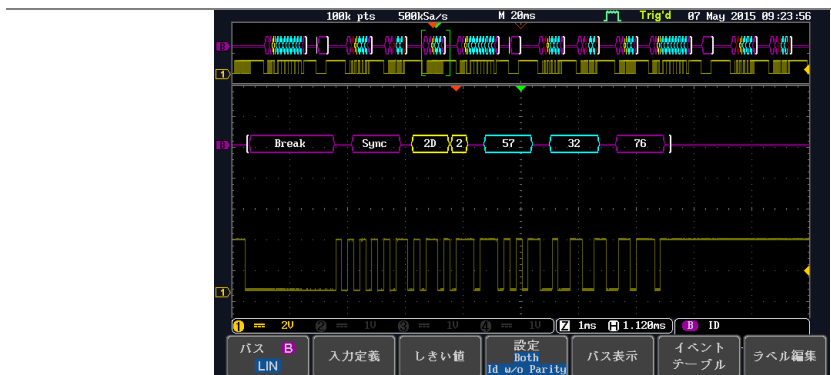 100k pts 500kSa/s M 20ms Trig'd 07 May 2015 09:23:56
B
1
B Break Sync 2D 2 57 32 76
1
1 2V 2 1V 3 1V 4 1V Z 1ms H 1.120ms B ID
バス B
LIN
入力定義
しきい値
設定
Both
Id w/o Parity
バス表示
イベント
テーブル
ラベル編集